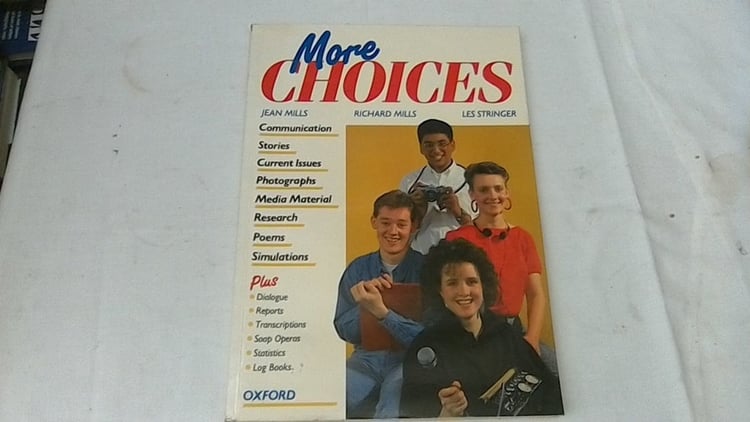 More
CHOICES
JEAN MILLS RICHARD MILLS LES STRINGER
Communication
Stories
Current Issues
Photographs
Media Material
Research
Poems
Simulations
Plus
Dialogue
Reports
Transcriptions
Soap Operas
Statistics
Log Books
OXFORD